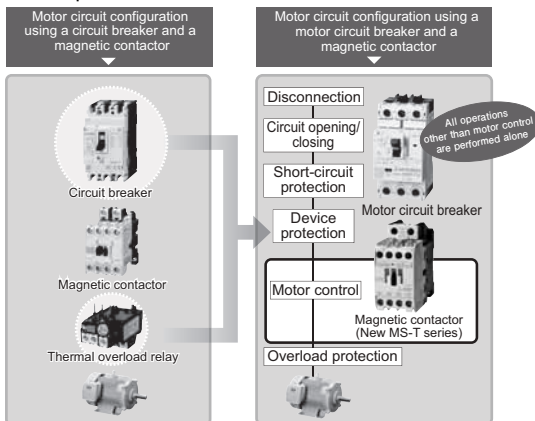 Motor circuit configuration
using a circuit breaker and a
magnetic contactor
Circuit breaker
Magnetic contactor
Thermal overload relay
Motor circuit configuration using a
motor circuit breaker and a
magnetic contactor
Disconnection
Circuit opening/
closing
Short-circuit
protection
Device
protection
Motor control
Overload protection
All operations
other than motor control
are performed alone
Motor circuit breaker
Magnetic contactor
(New MS-T series)